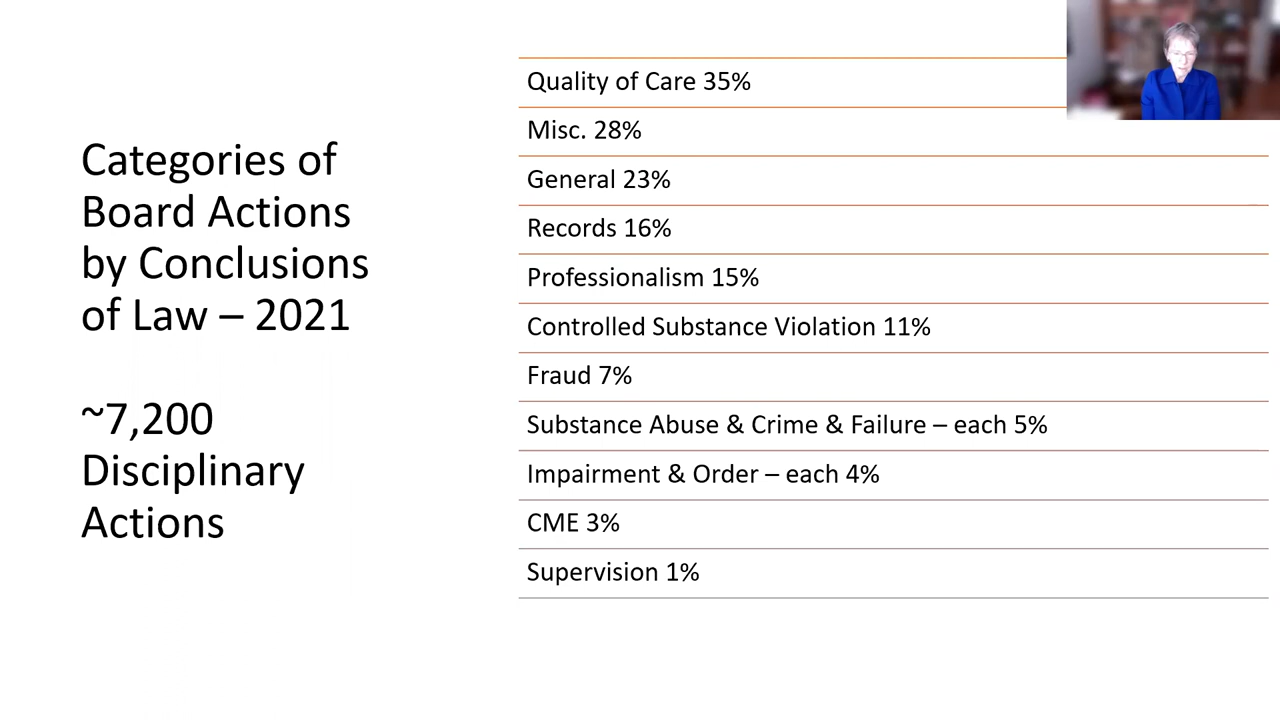 Categories of
Board Actions
by Conclusions
of Law – 2021
~7,200
Disciplinary
Actions
Quality of Care 35%
Misc. 28%
General 23%
Records 16%
Professionalism 15%
Controlled Substance Violation 11%
Fraud 7%
Substance Abuse & Crime & Failure – each 5%
Impairment & Order – each 4%
CME 3%
Supervision 1%